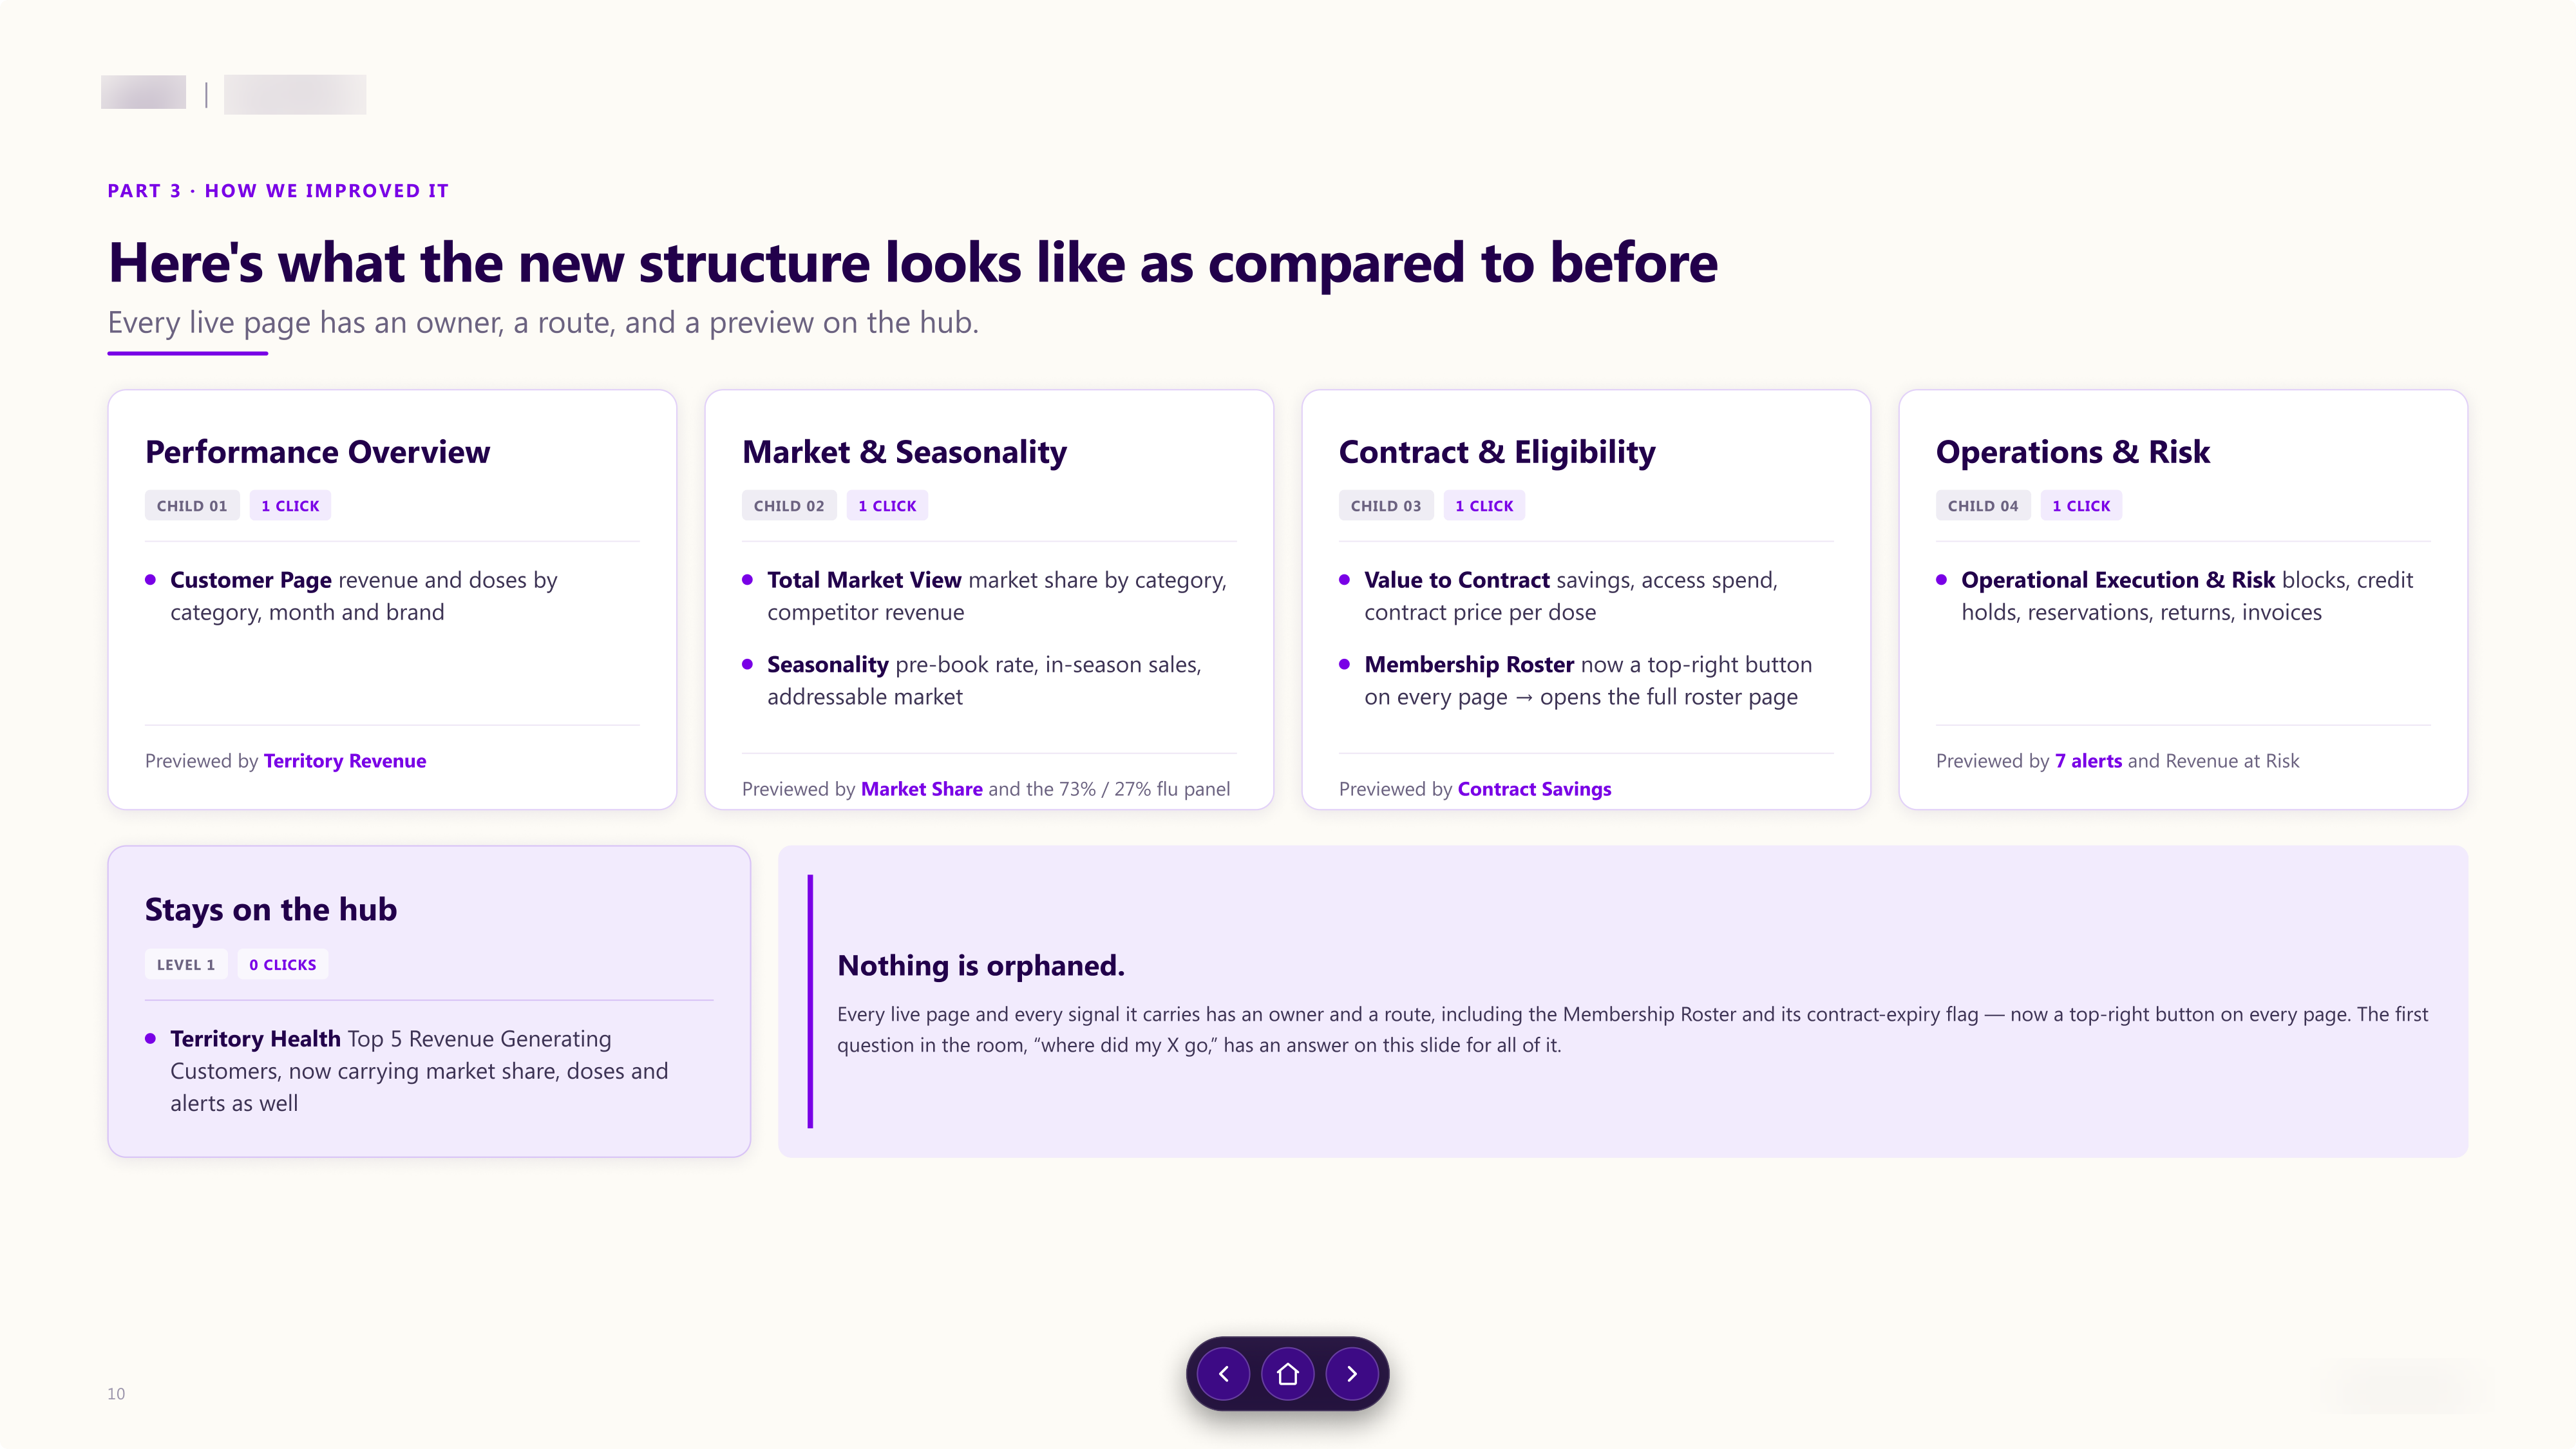 PART 3 · HOW WE IMPROVED IT
Here's what the new structure looks like as compared to before
Every live page has an owner, a route, and a preview on the hub.
Performance Overview
CHILD 01 1 CLICK
Customer Page revenue and doses by
category, month and brand
Previewed by Territory Revenue
Market & Seasonality
CHILD 02 1 CLICK
Total Market View market share by category,
competitor revenue
Seasonality pre-book rate, in-season sales,
addressable market
Previewed by Market Share and the 73% / 27% flu panel
Contract & Eligibility
CHILD 03 1 CLICK
Value to Contract savings, access spend,
contract price per dose
Membership Roster now a top-right button
on every page → opens the full roster page
Previewed by Contract Savings
Operations & Risk
CHILD 04 1 CLICK
Operational Execution & Risk blocks, credit
holds, reservations, returns, invoices
Previewed by 7 alerts and Revenue at Risk
Stays on the hub
LEVEL 1 0 CLICKS
Territory Health Top 5 Revenue Generating
Customers, now carrying market share, doses and
alerts as well
Nothing is orphaned.
Every live page and every signal it carries has an owner and a route, including the Membership Roster and its contract-expiry flag — now a top-right button on every page. The first
question in the room, “where did my X go,” has an answer on this slide for all of it.
10